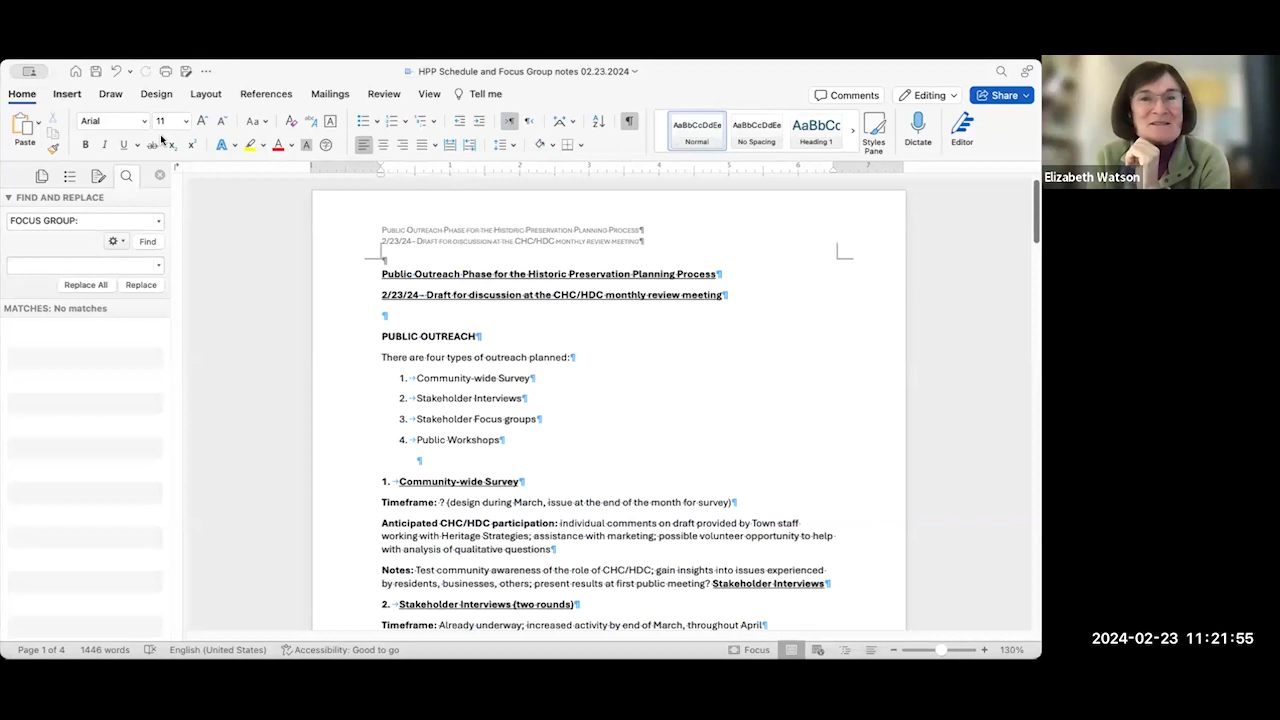 HPP Schedule and Focus Group notes 02.23.2024
Home Insert Draw Design Layout References Mailings Review View Tell me
Comments Editing Share
Paste
Arial 11
Aa
AaBbCcDdEe
Normal
AaBbCcDdEe
No Spacing
AaBbCc
Heading 1
Styles Pane
Dictate
Editor
FIND AND REPLACE
FOCUS GROUP:
Find
Replace All Replace
MATCHES: No matches
1 2 3 4 5 6 7
PUBLIC OUTREACH PHASE FOR THE HISTORIC PRESERVATION PLANNING PROCESS¶
2/23/24 - DRAFT FOR DISCUSSION AT THE CHC/HDC MONTHLY REVIEW MEETING¶
¶
Public Outreach Phase for the Historic Preservation Planning Process¶
2/23/24 - Draft for discussion at the CHC/HDC monthly review meeting¶
¶
PUBLIC OUTREACH¶
There are four types of outreach planned:¶
1. → Community-wide Survey¶
2. → Stakeholder Interviews¶
3. → Stakeholder Focus groups¶
4. → Public Workshops¶
¶
1. → Community-wide Survey¶
Timeframe: ? (design during March, issue at the end of the month for survey)¶
Anticipated CHC/HDC participation: individual comments on draft provided by Town staff
working with Heritage Strategies; assistance with marketing; possible volunteer opportunity to help
with analysis of qualitative questions¶
Notes: Test community awareness of the role of CHC/HDC; gain insights into issues experienced
by residents, businesses, others; present results at first public meeting? Stakeholder Interviews¶
2. → Stakeholder Interviews (two rounds)¶
Timeframe: Already underway; increased activity by end of March, throughout April¶
Page 1 of 4 1446 words English (United States) Accessibility: Good to go Focus 130%
Elizabeth Watson
2024-02-23 11:21:55